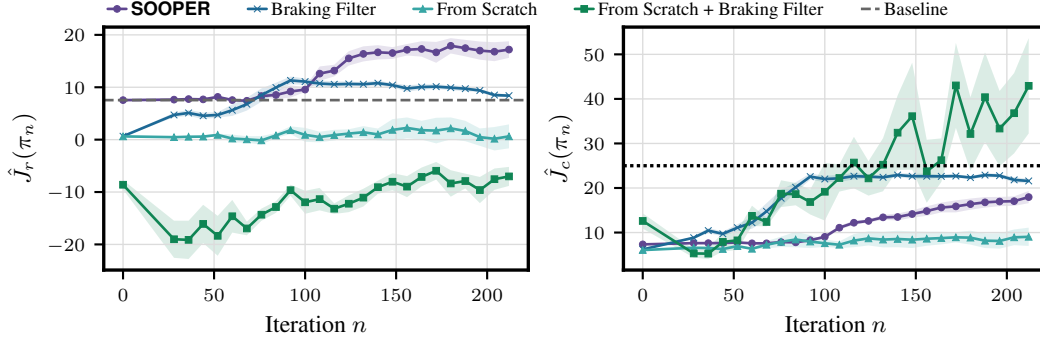 SOOPER Braking Filter From Scratch From Scratch + Braking Filter Baseline
20
10
0
−10
−20
Ĵr(πn)
0 50 100 150 200
Iteration n
50
40
30
20
10
Ĵc(πn)
0 50 100 150 200
Iteration n